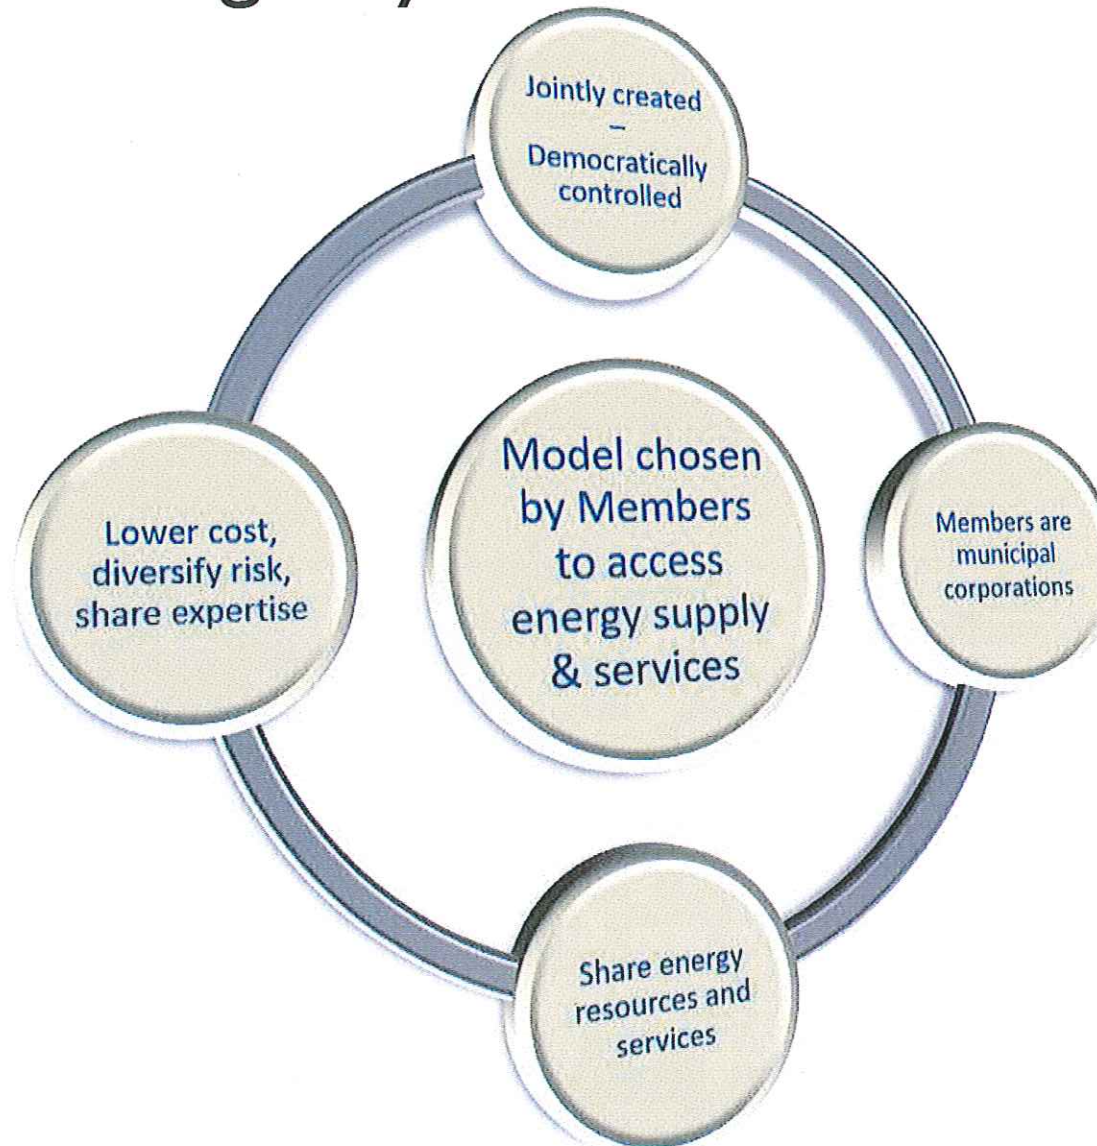 Jointly created
–
Democratically
controlled
Model chosen
by Members
to access
energy supply
& services
Members are
municipal
corporations
Share energy
resources and
services
Lower cost,
diversify risk,
share expertise